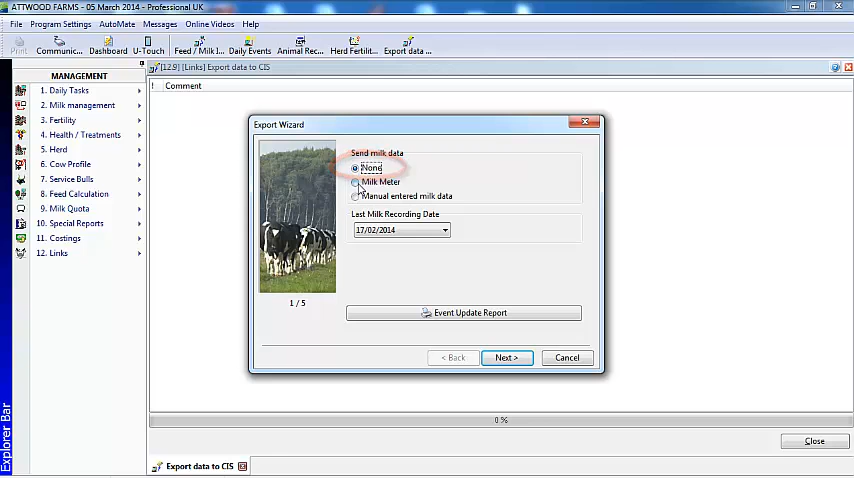 ATTWOOD FARMS - 05 March 2014 - Professional UK
File Program Settings AutoMate Messages Online Videos Help
Print Communic... Dashboard U-Touch Feed / Milk I... Daily Events Animal Rec... Herd Fertilit... Export data ...
MANAGEMENT
1. Daily Tasks
2. Milk management
3. Fertility
4. Health / Treatments
5. Herd
6. Cow Profile
7. Service Bulls
8. Feed Calculation
9. Milk Quota
10. Special Reports
11. Costings
12. Links
Explorer Bar
[12.9] [Links] Export data to CIS
! Comment
Export Wizard
Send milk data
None
Milk Meter
Manual entered milk data
Last Milk Recording Date
17/02/2014
1 / 5
Event Update Report
< Back Next > Cancel
0 %
Close
Export data to CIS